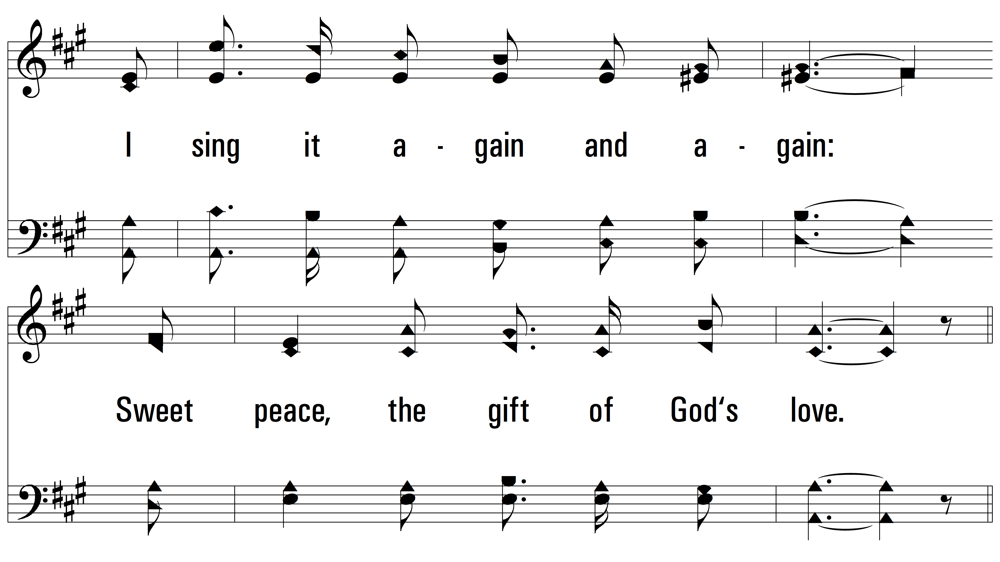 I sing it a - gain and a - gain:
Sweet peace, the gift of God‘s love.